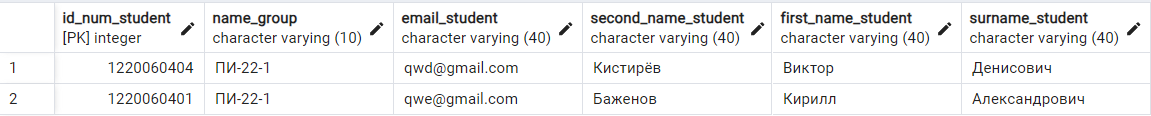 id_num_student name_group email_student second_name_student first_name_student surname_student
[PK] integer character varying (10) character varying (40) character varying (40) character varying (40) character varying (40)
1 1220060404 ПИ-22-1 qwd@gmail.com Кистирёв Виктор Денисович
2 1220060401 ПИ-22-1 qwe@gmail.com Баженов Кирилл Александрович